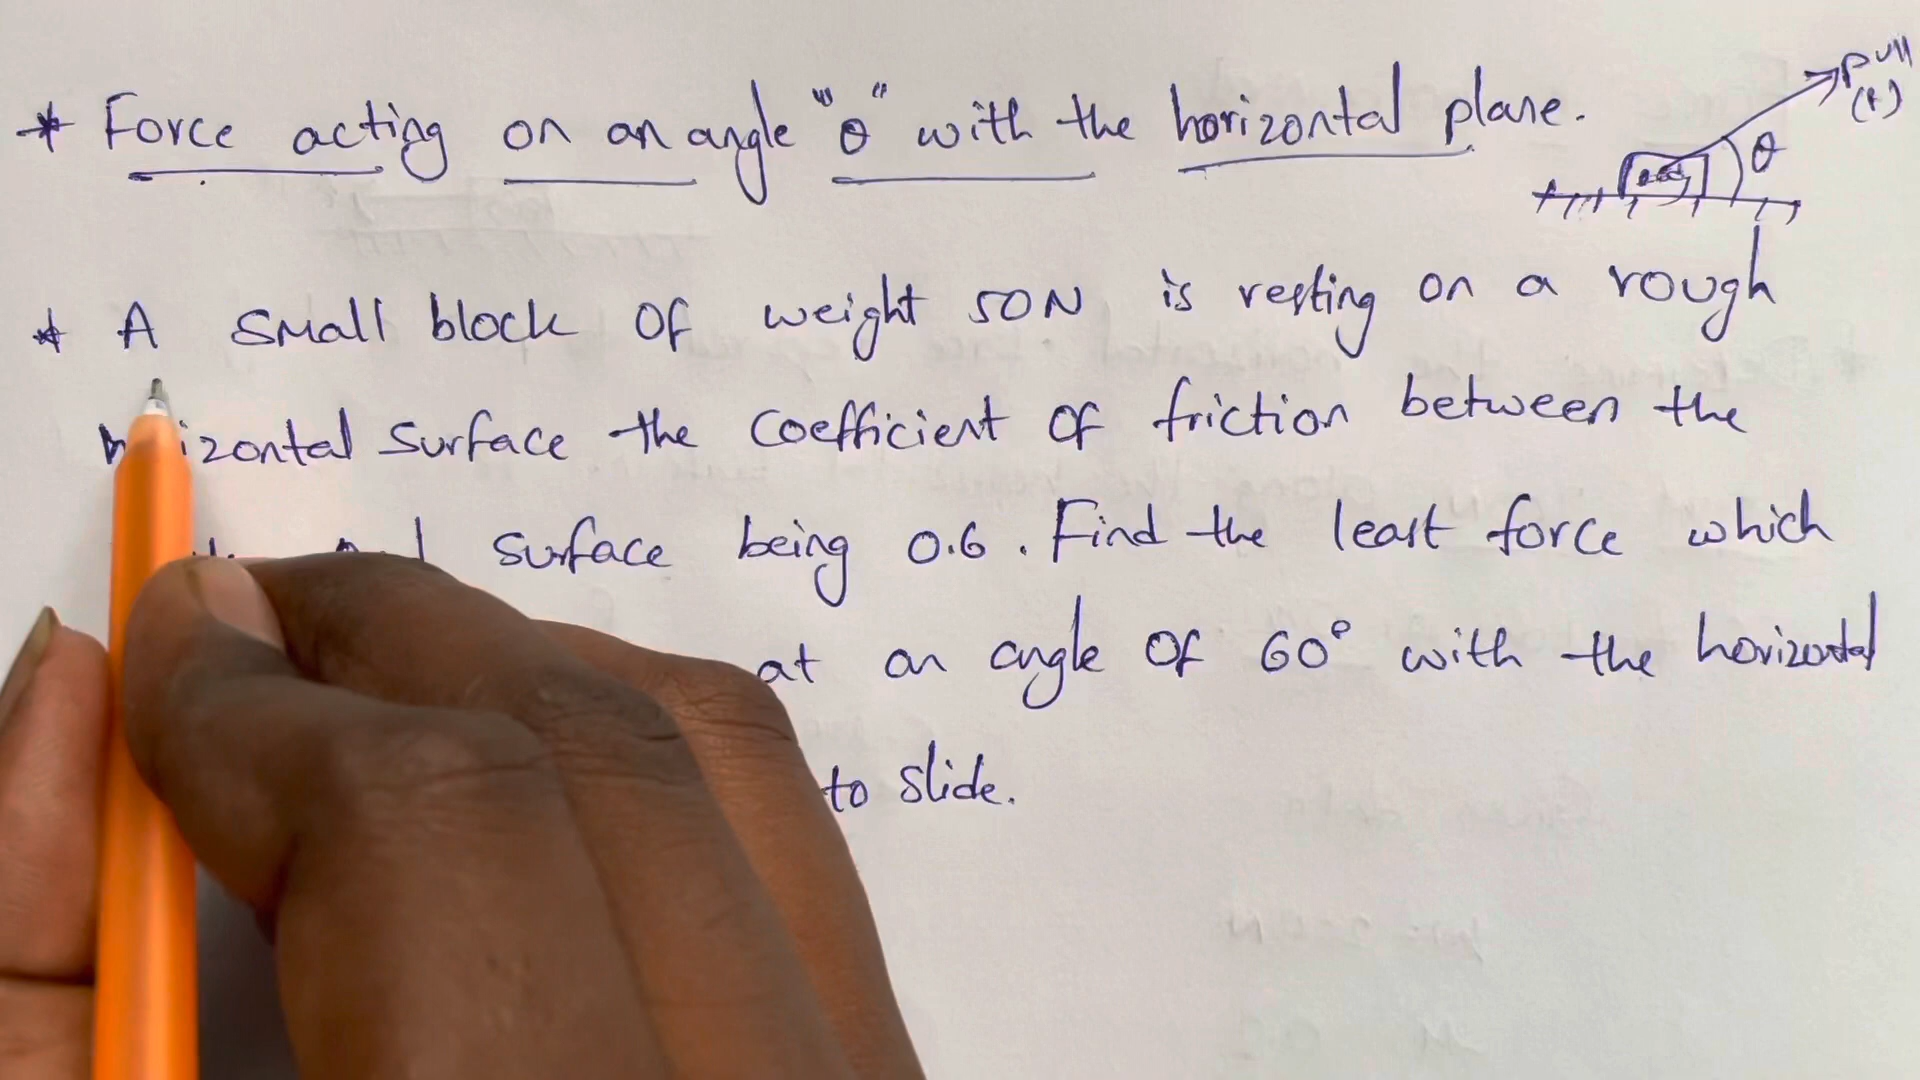 * Force acting on an angle "θ" with the horizontal plane.
pull
(+)
θ
* A small block of weight 50N is resting on a rough
horizontal surface the coefficient of friction between the
surface being 0.6. Find the least force which
at an angle of 60° with the horizontal
to slide.